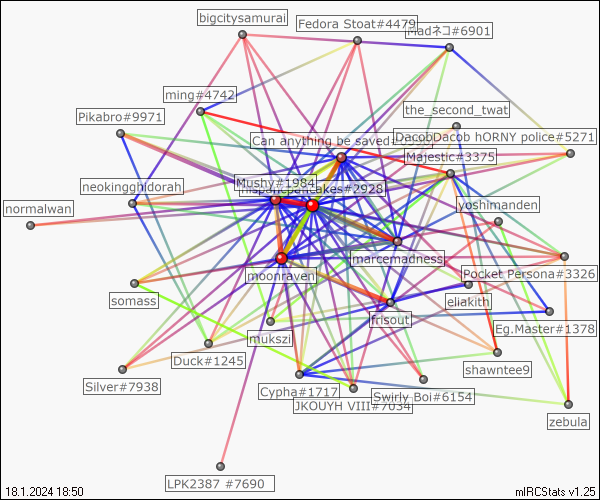 bigcitysamurai
Fedora Stoat#4479
Madネコ#6901
ming#4742
the_second_twat
Pikabro#9971
Can anything be saved
DacobDacob hORNY police#5271
Majestic#3375
Mushy#1984
#2928
neokingghidorah
yoshimanden
normalwan
marcemadness
moonraven
Pocket Persona#3326
somass
eliakith
frisout
Eg.Master#1378
mukszi
Duck#1245
shawntee9
Silver#7938
Cypha#1717
Swirly Boi#6154
JKOUYH VIII#7034
zebula
LPK2387 #7690
18.1.2024 18:50
mIRCStats v1.25